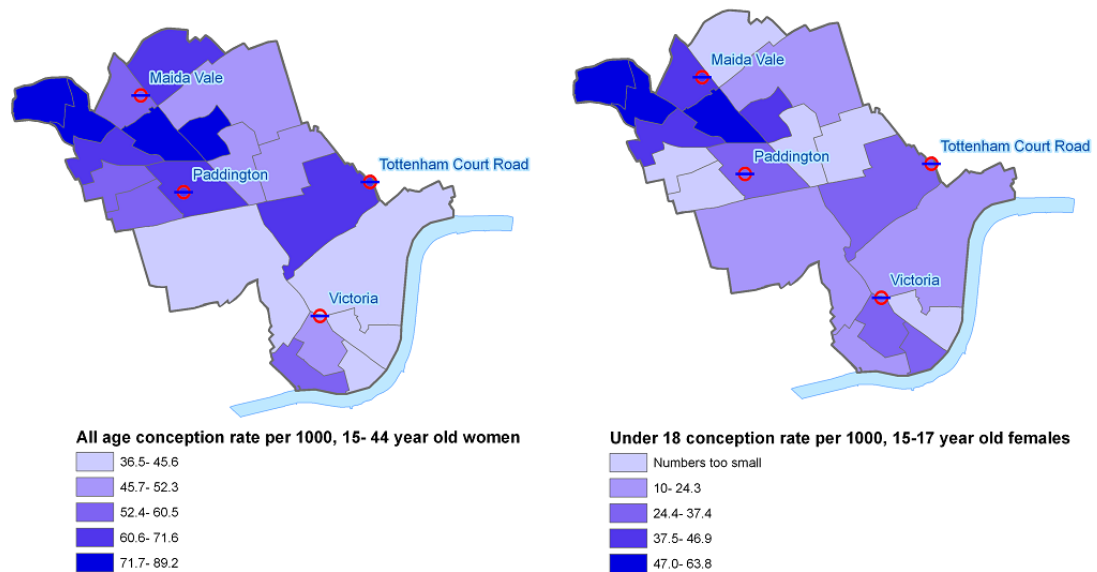 Maida Vale
Paddington
Tottenham Court Road
Victoria
All age conception rate per 1000, 15- 44 year old women
36.5- 45.6
45.7- 52.3
52.4- 60.5
60.6- 71.6
71.7- 89.2
Maida Vale
Paddington
Tottenham Court Road
Victoria
Under 18 conception rate per 1000, 15-17 year old females
Numbers too small
10- 24.3
24.4- 37.4
37.5- 46.9
47.0- 63.8